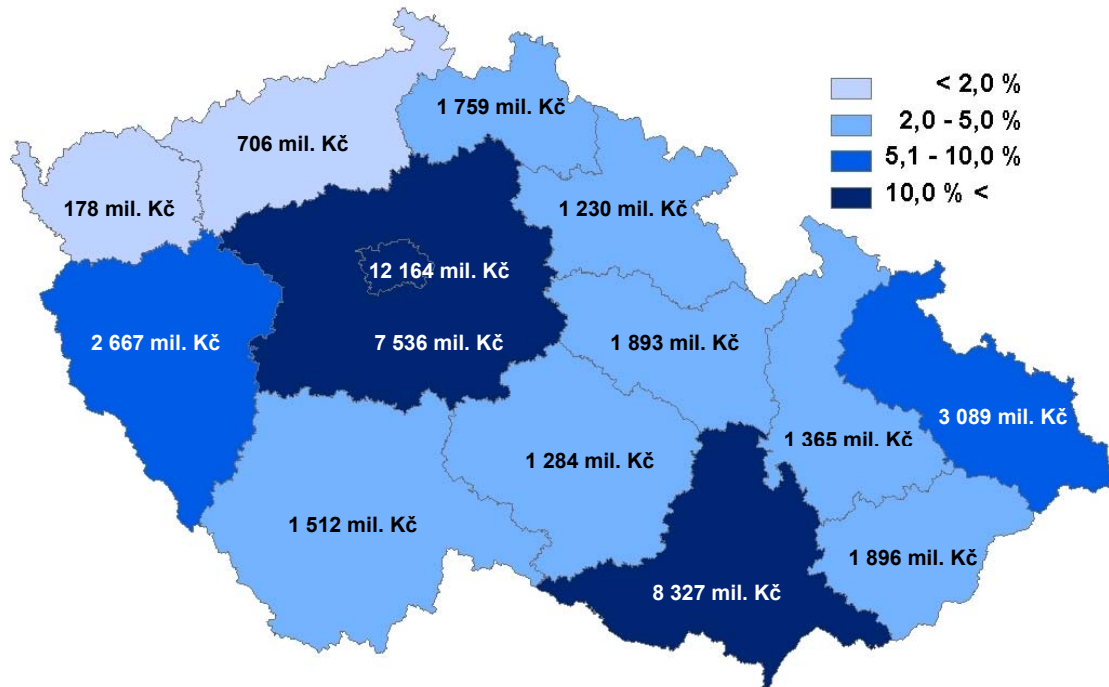 < 2,0 %
2,0 - 5,0 %
5,1 - 10,0 %
10,0 % <
1 759 mil. Kč
706 mil. Kč
178 mil. Kč
1 230 mil. Kč
12 164 mil. Kč
2 667 mil. Kč
7 536 mil. Kč
1 893 mil. Kč
3 089 mil. Kč
1 365 mil. Kč
1 284 mil. Kč
1 512 mil. Kč
1 896 mil. Kč
8 327 mil. Kč